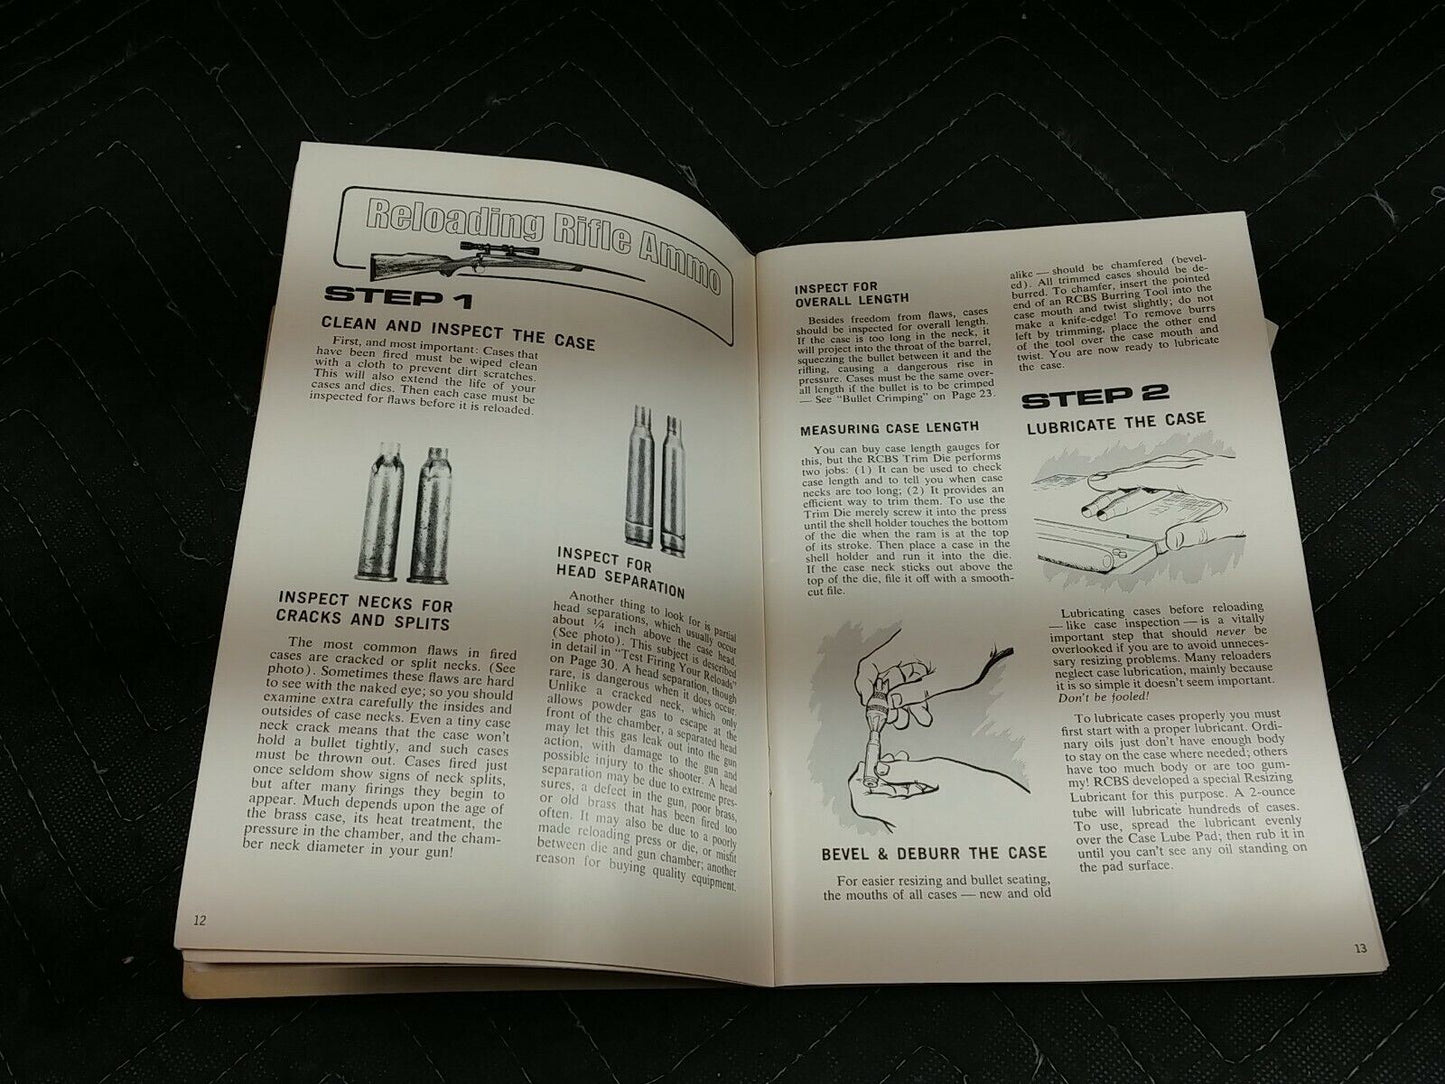 Reloading Rifle Ammo
STEP 1
CLEAN AND INSPECT THE CASE
First, and most important: Cases that
have been fired must be wiped clean
with a cloth to prevent dirt scratches.
This will also extend the life of your
cases and dies. Then each case must be
inspected for flaws before it is reloaded.
INSPECT NECKS FOR
CRACKS AND SPLITS
The most common flaws in fired
cases are cracked or split necks. (See
photo). Sometimes these flaws are hard
to see with the naked eye; so you should
examine extra carefully the insides and
outsides of case necks. Even a tiny case
neck crack means that the case won't
hold a bullet tightly, and such cases
must be thrown out. Cases fired just
once seldom show signs of neck splits,
but after many firings they begin to
appear. Much depends upon the age of
the brass case, its heat treatment, the
pressure in the chamber, and the cham-
ber neck diameter in your gun!
12
INSPECT FOR
HEAD SEPARATION
Another thing to look for is partial
head separations, which usually occur
about ¼ inch above the case head.
(See photo). This subject is described
in detail in "Test Firing Your Reloads"
on Page 30. A head separation, though
rare, is dangerous when it does occur.
Unlike a cracked neck, which only
allows powder gas to escape at the
front of the chamber, a separated head
may let this gas leak out into the gun
action, with damage to the gun and
possible injury to the shooter. A head
separation may be due to extreme pres-
sures, a defect in the gun, poor brass,
or old brass that has been fired too
often. It may also be due to a poorly
made reloading press or die, or misfit
between die and gun chamber; another
reason for buying quality equipment.
INSPECT FOR
OVERALL LENGTH
Besides freedom from flaws, cases
should be inspected for overall length.
If the case is too long in the neck, it
will project into the throat of the barrel,
squeezing the bullet between it and the
rifling, causing a dangerous rise in
pressure. Cases must be the same over-
all length if the bullet is to be crimped
— See "Bullet Crimping" on Page 23.
MEASURING CASE LENGTH
You can buy case length gauges for
this, but the RCBS Trim Die performs
two jobs: (1) It can be used to check
case length and to tell you when case
necks are too long; (2) It provides an
efficient way to trim them. To use the
Trim Die merely screw it into the press
until the shell holder touches the bottom
of the die when the ram is at the top
of its stroke. Then place a case in the
shell holder and run it into the die.
If the case neck sticks out above the
top of the die, file it off with a smooth-
cut file.
BEVEL & DEBURR THE CASE
For easier resizing and bullet seating,
the mouths of all cases — new and old
alike — should be chamfered (bevel-
ed). All trimmed cases should be de-
burred. To chamfer, insert the pointed
end of an RCBS Burring Tool into the
case mouth and twist slightly; do not
make a knife-edge! To remove burrs
left by trimming, place the other end
of the tool over the case mouth and
twist. You are now ready to lubricate
the case.
STEP 2
LUBRICATE THE CASE
Lubricating cases before reloading
— like case inspection — is a vitally
important step that should never be
overlooked if you are to avoid unneces-
sary resizing problems. Many reloaders
neglect case lubrication, mainly because
it is so simple it doesn't seem important.
Don't be fooled!
To lubricate cases properly you must
first start with a proper lubricant. Ordi-
nary oils just don't have enough body
to stay on the case where needed; others
have too much body or are too gum-
my! RCBS developed a special Resizing
Lubricant for this purpose. A 2-ounce
tube will lubricate hundreds of cases.
To use, spread the lubricant evenly
over the Case Lube Pad; then rub it in
until you can't see any oil standing on
the pad surface.
13